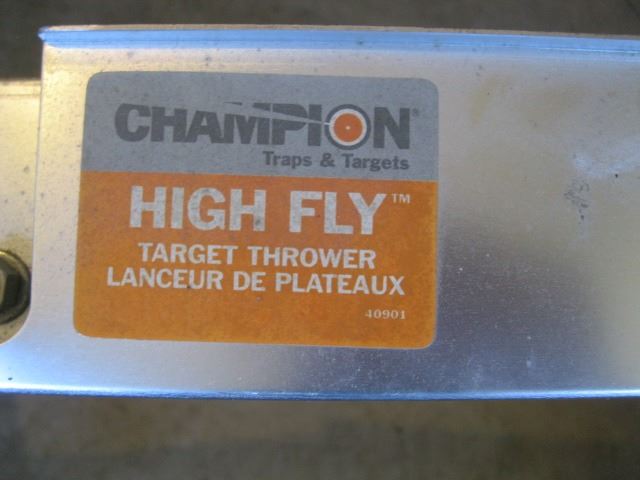 CHAMPION®
Traps & Targets
HIGH FLY™
TARGET THROWER
LANCEUR DE PLATEAUX
40901